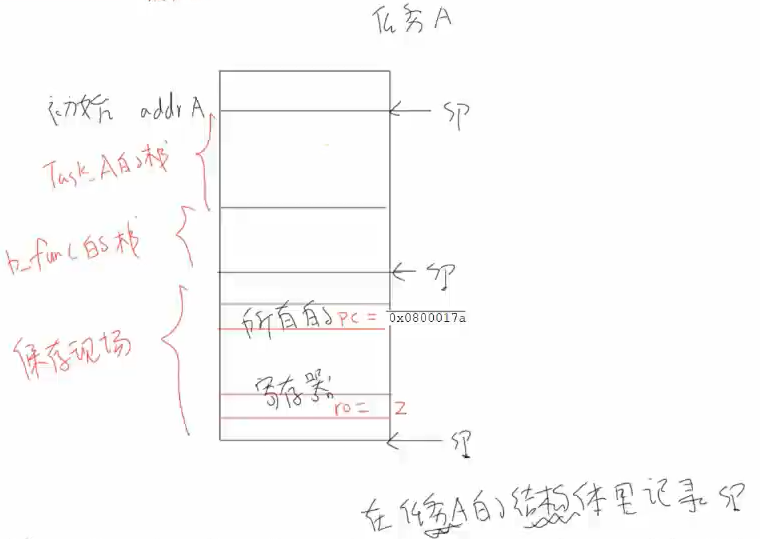 任务A
初始 addr A
SP
Task_A的栈
b_func的栈
SP
保存现场
所有的 pc = 0x0800017a
寄存器
r0 = 2
SP
在任务A的结构体里记录 SP